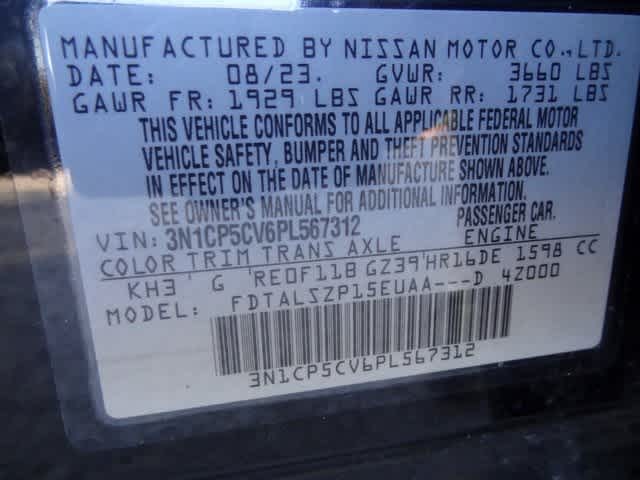 MANUFACTURED BY NISSAN MOTOR CO., LTD.
DATE: 08/23. GVWR: 3660 LBS
GAWR FR: 1929 LBS GAWR RR: 1731 LBS
THIS VEHICLE CONFORMS TO ALL APPLICABLE FEDERAL MOTOR
VEHICLE SAFETY, BUMPER AND THEFT PREVENTION STANDARDS
IN EFFECT ON THE DATE OF MANUFACTURE SHOWN ABOVE.
SEE OWNER'S MANUAL FOR ADDITIONAL INFORMATION.
VIN: 3N1CP5CV6PL567312 PASSENGER CAR.
COLOR TRIM TRANS AXLE ENGINE
KH3 G RE0F11B GZ39 HR16DE 1598 CC
MODEL: FDTALSZP15EUAA---D 4Z000
3N1CP5CV6PL567312